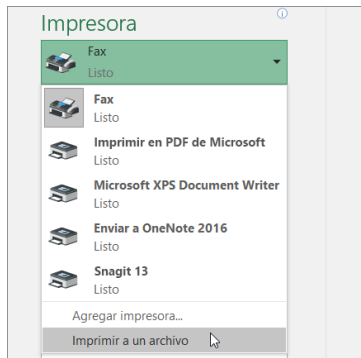 Impresora
Fax
Listo
Fax
Listo
Imprimir en PDF de Microsoft
Listo
Microsoft XPS Document Writer
Listo
Enviar a OneNote 2016
Listo
Snagit 13
Listo
Agregar impresora...
Imprimir a un archivo